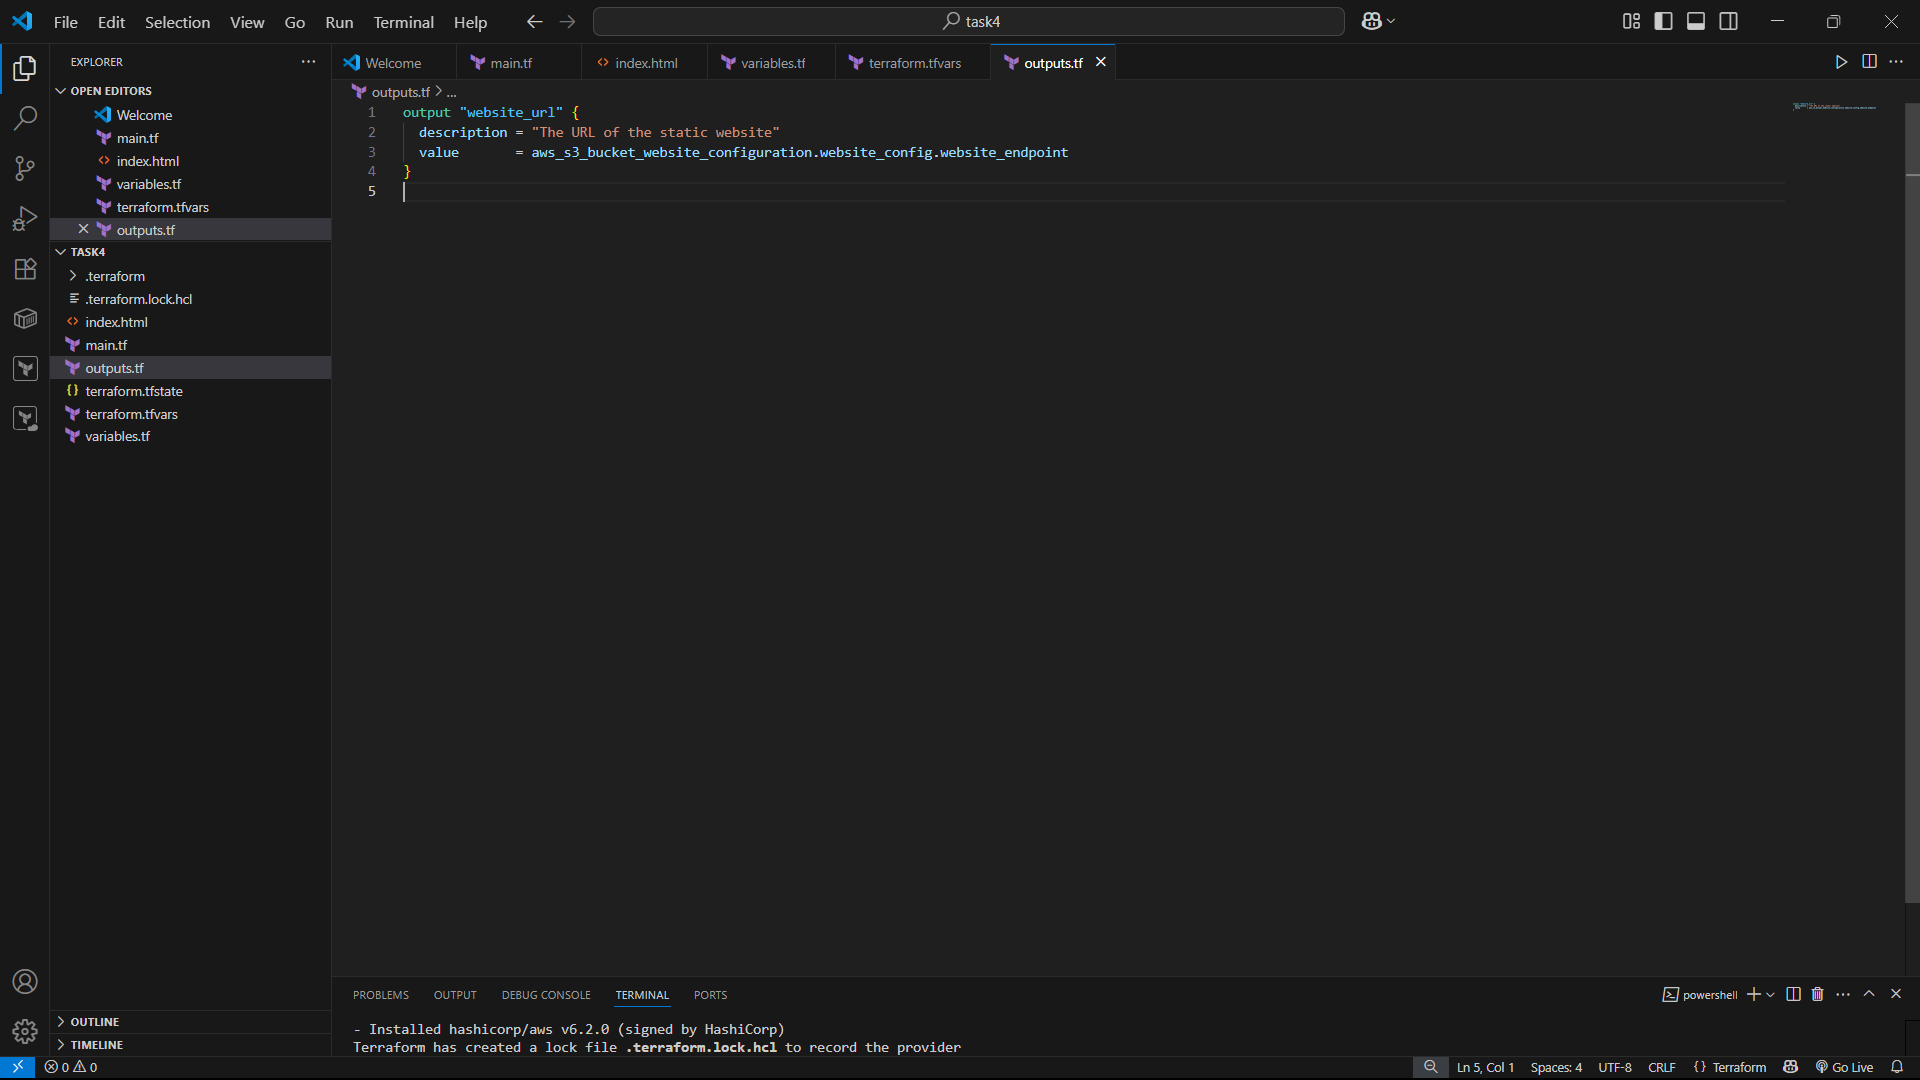 File Edit Selection View Go Run Terminal Help
task4
EXPLORER
OPEN EDITORS
Welcome
main.tf
index.html
variables.tf
terraform.tfvars
outputs.tf
TASK4
.terraform
.terraform.lock.hcl
index.html
main.tf
outputs.tf
terraform.tfstate
terraform.tfvars
variables.tf
OUTLINE
TIMELINE
Welcome main.tf index.html variables.tf terraform.tfvars outputs.tf
outputs.tf > ...
1 output "website_url" {
2 description = "The URL of the static website"
3 value = aws_s3_bucket_website_configuration.website_config.website_endpoint
4 }
5
PROBLEMS OUTPUT DEBUG CONSOLE TERMINAL PORTS
powershell
- Installed hashicorp/aws v6.2.0 (signed by HashiCorp)
Terraform has created a lock file .terraform.lock.hcl to record the provider
0 0 Ln 5, Col 1 Spaces: 4 UTF-8 CRLF {} Terraform Go Live